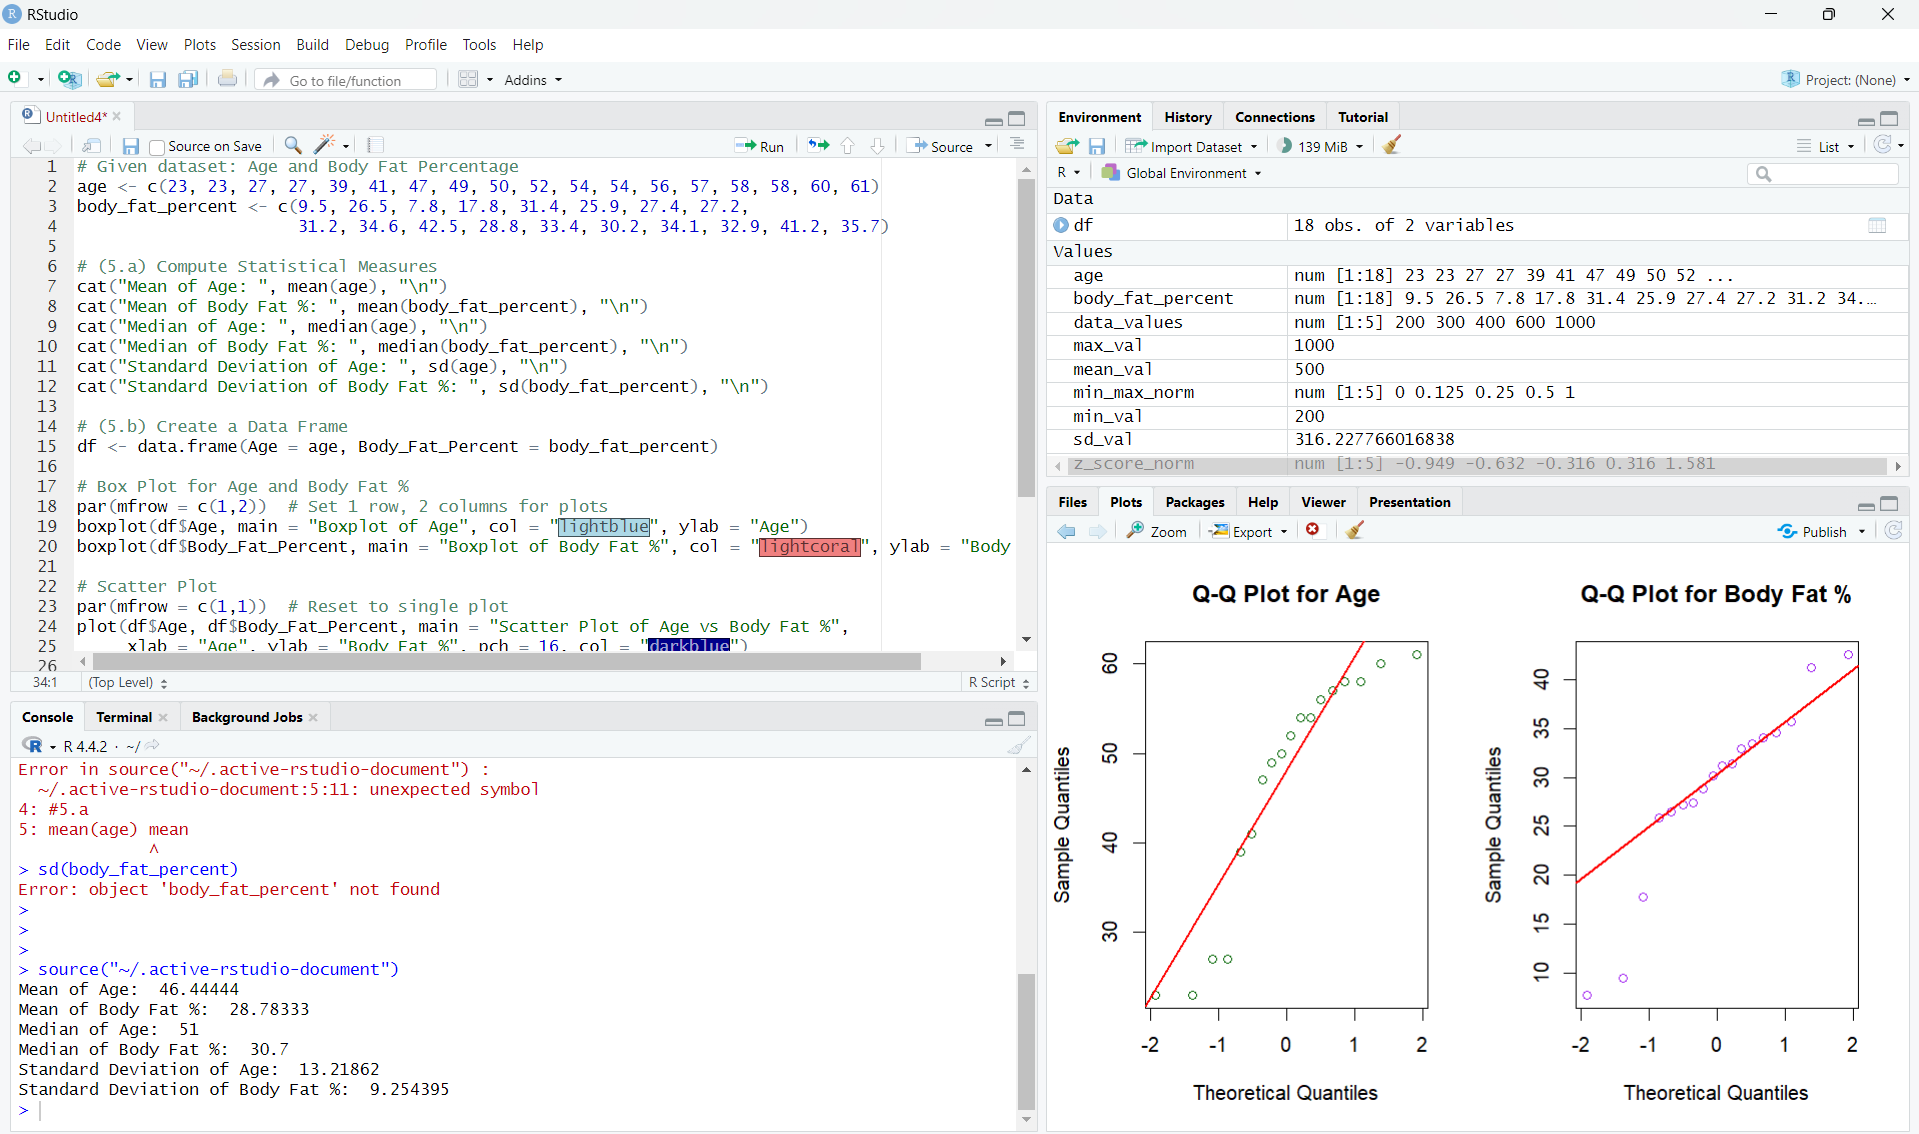 RStudio
File Edit Code View Plots Session Build Debug Profile Tools Help
Go to file/function Addins Project: (None)
Untitled4*
Source on Save Run Source
1 # Given dataset: Age and Body Fat Percentage
2 age <- c(23, 23, 27, 27, 39, 41, 47, 49, 50, 52, 54, 54, 56, 57, 58, 58, 60, 61)
3 body_fat_percent <- c(9.5, 26.5, 7.8, 17.8, 31.4, 25.9, 27.4, 27.2,
4 31.2, 34.6, 42.5, 28.8, 33.4, 30.2, 34.1, 32.9, 41.2, 35.7)
5
6 # (5.a) Compute Statistical Measures
7 cat("Mean of Age: ", mean(age), "\n")
8 cat("Mean of Body Fat %: ", mean(body_fat_percent), "\n")
9 cat("Median of Age: ", median(age), "\n")
10 cat("Median of Body Fat %: ", median(body_fat_percent), "\n")
11 cat("Standard Deviation of Age: ", sd(age), "\n")
12 cat("Standard Deviation of Body Fat %: ", sd(body_fat_percent), "\n")
13
14 # (5.b) Create a Data Frame
15 df <- data.frame(Age = age, Body_Fat_Percent = body_fat_percent)
16
17 # Box Plot for Age and Body Fat %
18 par(mfrow = c(1,2))  # Set 1 row, 2 columns for plots
19 boxplot(df$Age, main = "Boxplot of Age", col = "lightblue", ylab = "Age")
20 boxplot(df$Body_Fat_Percent, main = "Boxplot of Body Fat %", col = "lightcoral", ylab = "Body
21
22 # Scatter Plot
23 par(mfrow = c(1,1))  # Reset to single plot
24 plot(df$Age, df$Body_Fat_Percent, main = "Scatter Plot of Age vs Body Fat %",
25 xlab = "Age", ylab = "Body Fat %", pch = 16, col = "darkblue")
26
34:1 (Top Level) R Script
Console Terminal Background Jobs
R 4.4.2 · ~/
Error in source("~/.active-rstudio-document") :
~/.active-rstudio-document:5:11: unexpected symbol
4: #5.a
5: mean(age) mean
^
> sd(body_fat_percent)
Error: object 'body_fat_percent' not found
>
>
>
> source("~/.active-rstudio-document")
Mean of Age:  46.44444
Mean of Body Fat %:  28.78333
Median of Age:  51
Median of Body Fat %:  30.7
Standard Deviation of Age:  13.21862
Standard Deviation of Body Fat %:  9.254395
>
Environment History Connections Tutorial
Import Dataset 139 MiB List
R Global Environment
Data
df 18 obs. of 2 variables
Values
age num [1:18] 23 23 27 27 39 41 47 49 50 52 ...
body_fat_percent num [1:18] 9.5 26.5 7.8 17.8 31.4 25.9 27.4 27.2 31.2 34.…
data_values num [1:5] 200 300 400 600 1000
max_val 1000
mean_val 500
min_max_norm num [1:5] 0 0.125 0.25 0.5 1
min_val 200
sd_val 316.227766016838
z_score_norm num [1:5] -0.949 -0.632 -0.316 0.316 1.581
Files Plots Packages Help Viewer Presentation
Zoom Export Publish
Q-Q Plot for Age
Sample Quantiles
60
50
40
30
-2 -1 0 1 2
Theoretical Quantiles
Q-Q Plot for Body Fat %
Sample Quantiles
40
35
30
25
20
15
10
-2 -1 0 1 2
Theoretical Quantiles